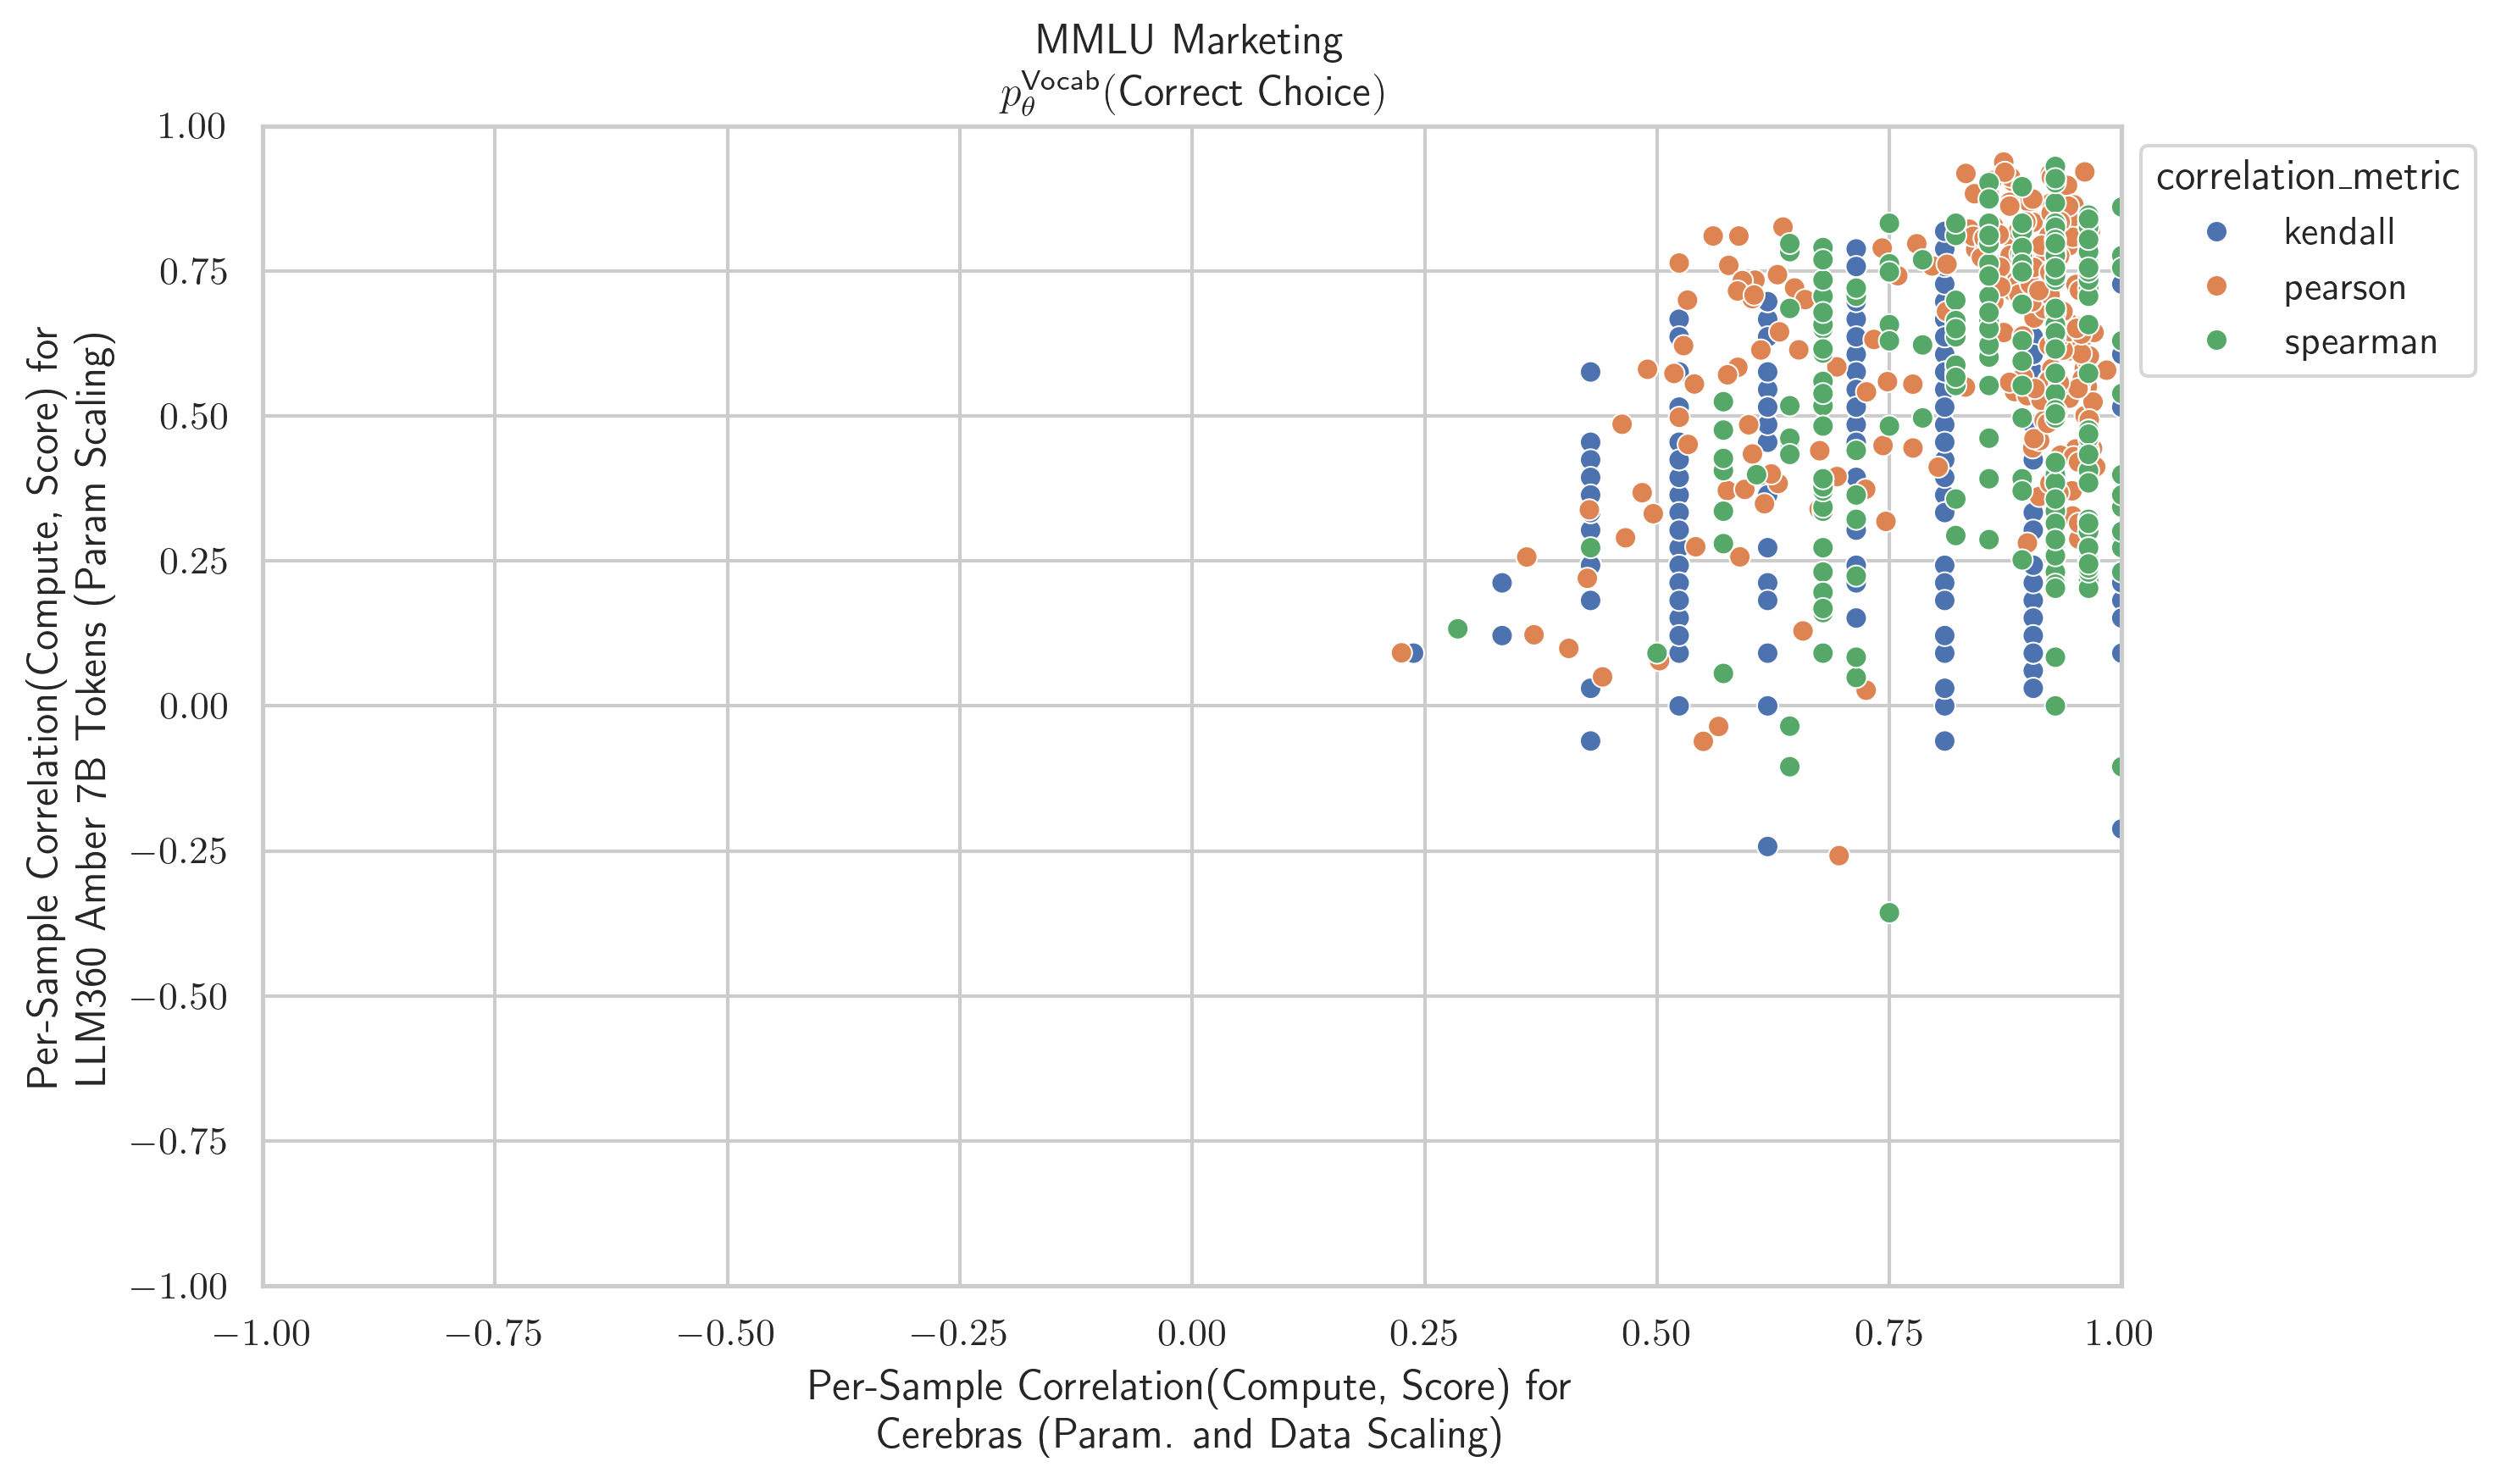 MMLU Marketing
p_θ^Vocab(Correct Choice)
1.00
0.75
0.50
0.25
0.00
−0.25
−0.50
−0.75
−1.00
Per-Sample Correlation(Compute, Score) for
LLM360 Amber 7B Tokens (Param Scaling)
correlation_metric
kendall
pearson
spearman
−1.00 −0.75 −0.50 −0.25 0.00 0.25 0.50 0.75 1.00
Per-Sample Correlation(Compute, Score) for
Cerebras (Param. and Data Scaling)